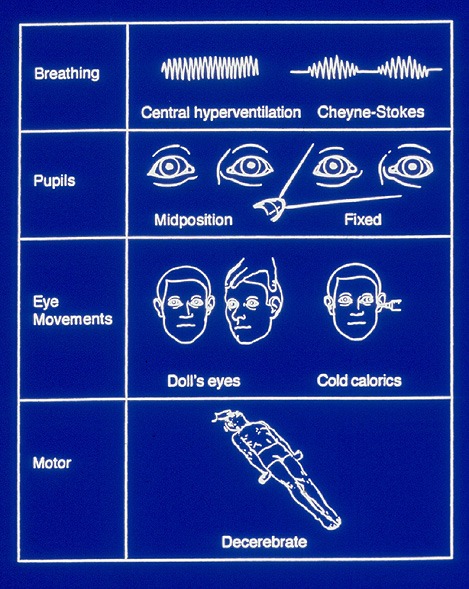 Breathing
Central hyperventilation Cheyne-Stokes
Pupils
Midposition Fixed
Eye
Movements
Doll's eyes Cold calorics
Motor
Decerebrate